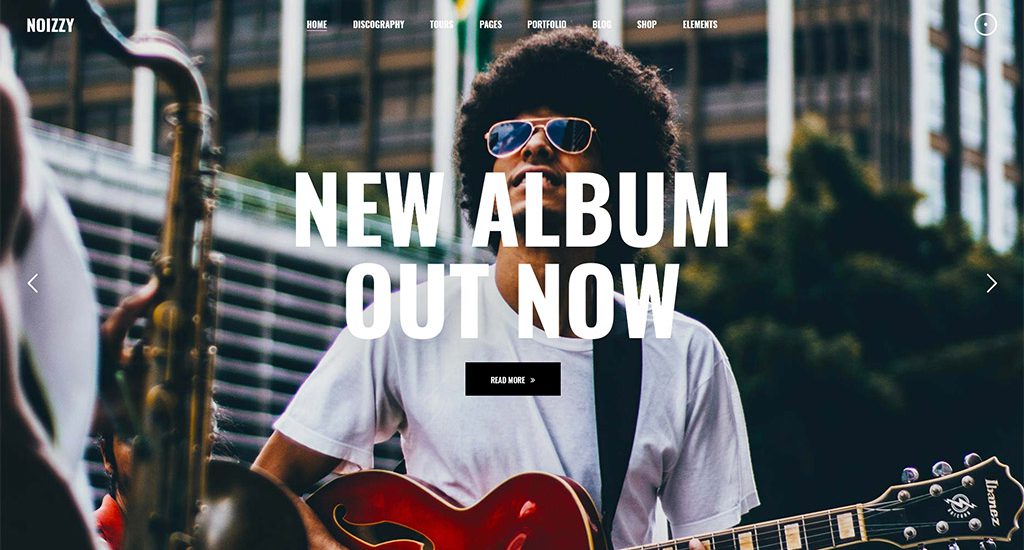 NOIZZY
HOME DISCOGRAPHY TOURS PAGES PORTFOLIO BLOG SHOP ELEMENTS
NEW ALBUM
OUT NOW
READ MORE »
Ibanez